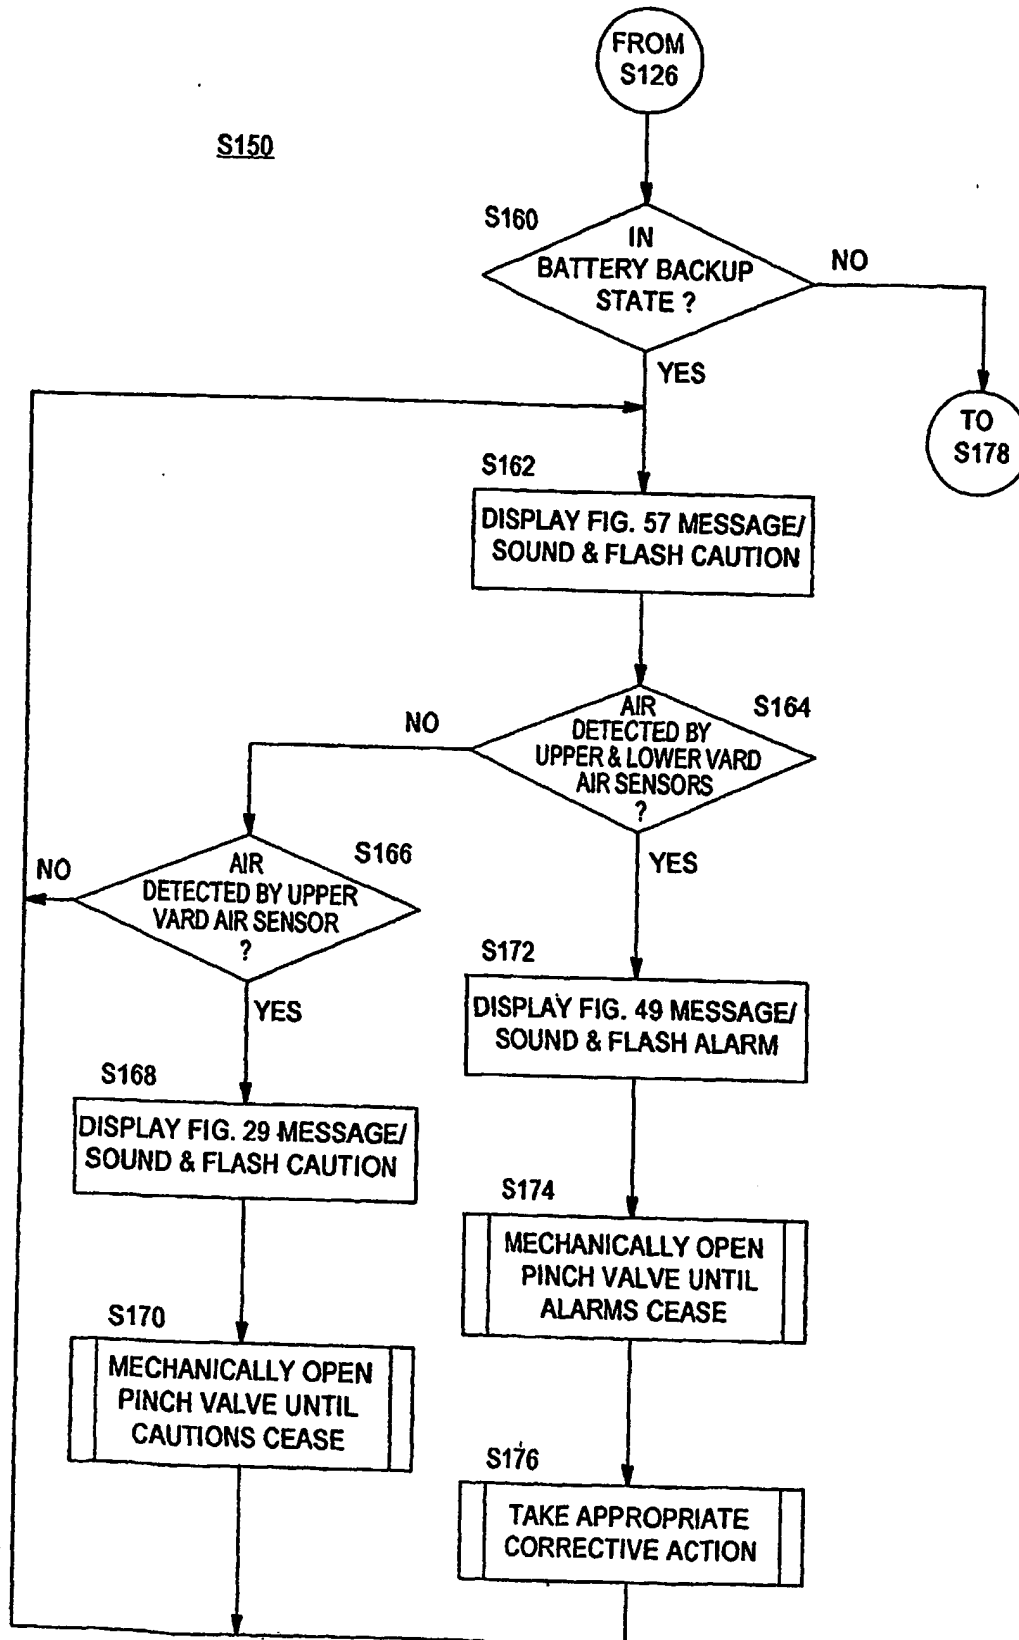 FROM
S126
S150
S160
IN
BATTERY BACKUP
STATE ?
NO
YES
TO
S178
S162
DISPLAY FIG. 57 MESSAGE/
SOUND & FLASH CAUTION
S164
AIR
DETECTED BY
UPPER & LOWER VARD
AIR SENSORS
?
NO
YES
S166
AIR
DETECTED BY UPPER
VARD AIR SENSOR
?
NO
YES
S172
DISPLAY FIG. 49 MESSAGE/
SOUND & FLASH ALARM
S168
DISPLAY FIG. 29 MESSAGE/
SOUND & FLASH CAUTION
S174
MECHANICALLY OPEN
PINCH VALVE UNTIL
ALARMS CEASE
S170
MECHANICALLY OPEN
PINCH VALVE UNTIL
CAUTIONS CEASE
S176
TAKE APPROPRIATE
CORRECTIVE ACTION